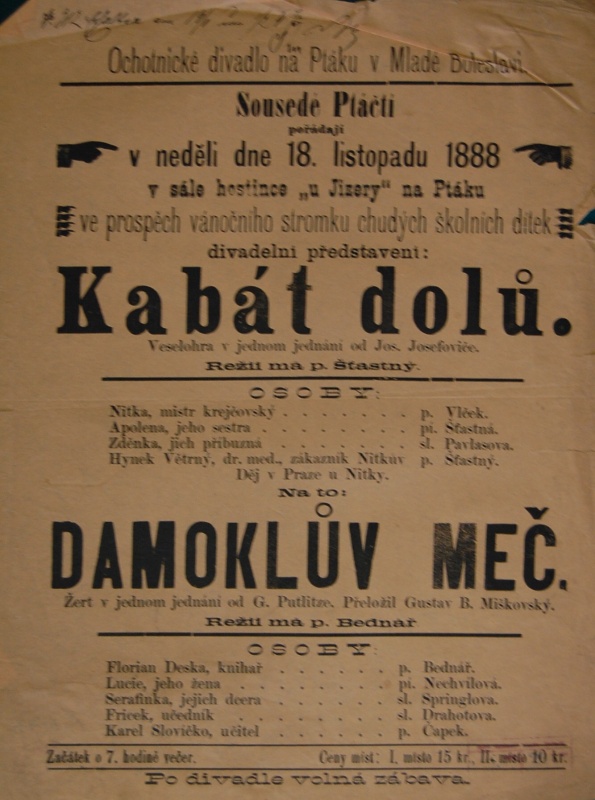 Ochotnické divadlo na Ptáku v Mladé Boleslavi.
Sousedé Ptáčtí
pořádají
v neděli dne 18. listopadu 1888
v sále hostince „u Jizery“ na Ptáku
ve prospěch vánočního stromku chudých školních dítek
divadelní představení:
Kabát dolů.
Veselohra v jednom jednání od Jos. Josefoviče.
Režii má p. Šťastný.
OSOBY:
Nitka, mistr krejčovský . . . . . . . p. Vlček.
Apolena, jeho sestra . . . . . . . . pí. Šťastná.
Zděnka, jich příbuzná . . . . . . . sl. Pavlasova.
Hynek Větrný, dr. med., zákazník Nitkův p. Šťastný.
Děj v Praze u Nitky.
Na to:
DAMOKLŮV MEČ.
Žert v jednom jednání od G. Putlitze. Přeložil Gustav B. Miškovský.
Režii má p. Bednář
OSOBY:
Florian Deska, knihař . . . . . . p. Bednář.
Lucie, jeho žena . . . . . . . . pí. Nechvílová.
Serafinka, jejich dcera . . . . . . sl. Springlova.
Fricek, učedník . . . . . . . . sl. Drahotova.
Karel Slovíčko, učitel . . . . . . p. Čapek.
Začátek o 7. hodině večer. Ceny míst: I. místo 15 kr., II. místo 10 kr.
Po divadle volná zábava.